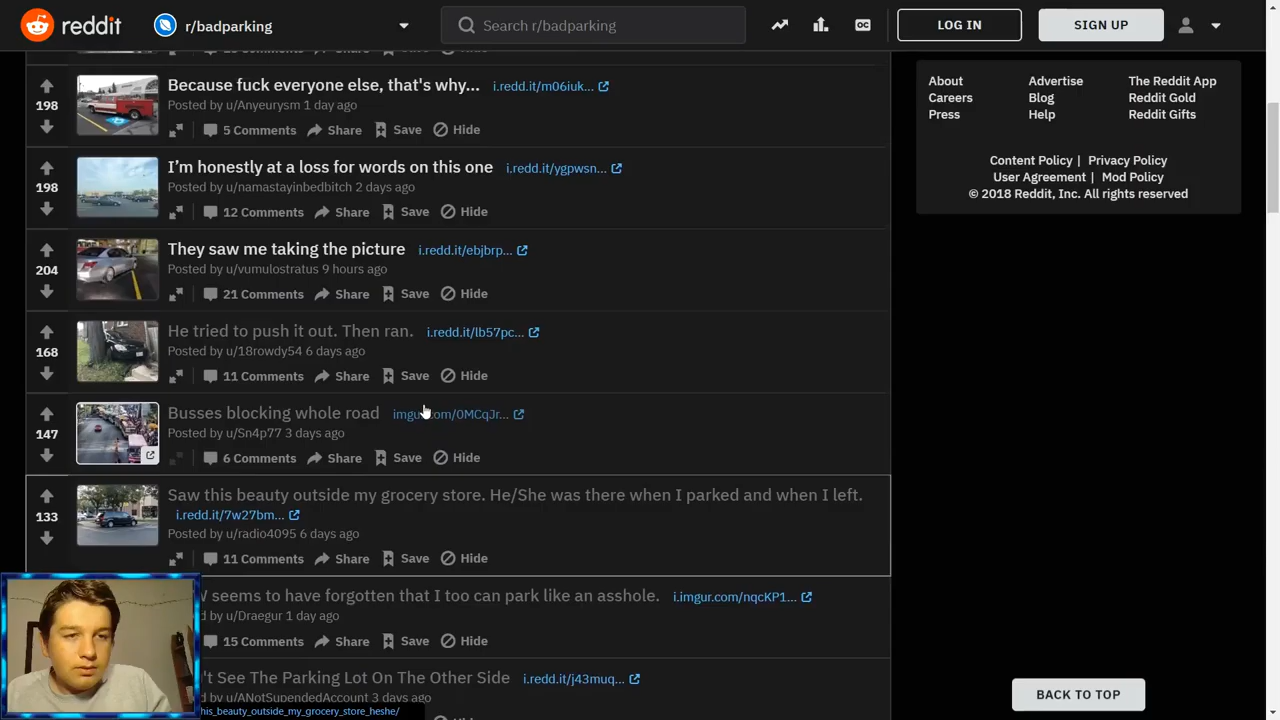 reddit r/badparking Search r/badparking LOG IN SIGN UP
198
Because fuck everyone else, that's why... i.redd.it/m06iuk...
Posted by u/Anyeurysm 1 day ago
5 Comments Share Save Hide
198
I'm honestly at a loss for words on this one i.redd.it/ygpwsn...
Posted by u/namastayinbedbitch 2 days ago
12 Comments Share Save Hide
204
They saw me taking the picture i.redd.it/ebjbrp...
Posted by u/vumulostratus 9 hours ago
21 Comments Share Save Hide
168
He tried to push it out. Then ran. i.redd.it/lb57pc...
Posted by u/18rowdy54 6 days ago
11 Comments Share Save Hide
147
Busses blocking whole road
Posted by u/Sn4p77 3 days ago
6 Comments Share Save Hide
133
Saw this beauty outside my grocery store. He/She was there when I parked and when I left.
i.redd.it/7w27bm...
Posted by u/radio4095 6 days ago
11 Comments Share Save Hide
seems to have forgotten that I too can park like an asshole. i.imgur.com/nqcKP1...
by u/Draegur 1 day ago
15 Comments Share Save Hide
't See The Parking Lot On The Other Side i.redd.it/j43muq...
by u/ANotSupendedAccount 3 days ago
his_beauty_outside_my_grocery_store_heshe/
About Advertise The Reddit App
Careers Blog Reddit Gold
Press Help Reddit Gifts
Content Policy | Privacy Policy
User Agreement | Mod Policy
© 2018 Reddit, Inc. All rights reserved
BACK TO TOP